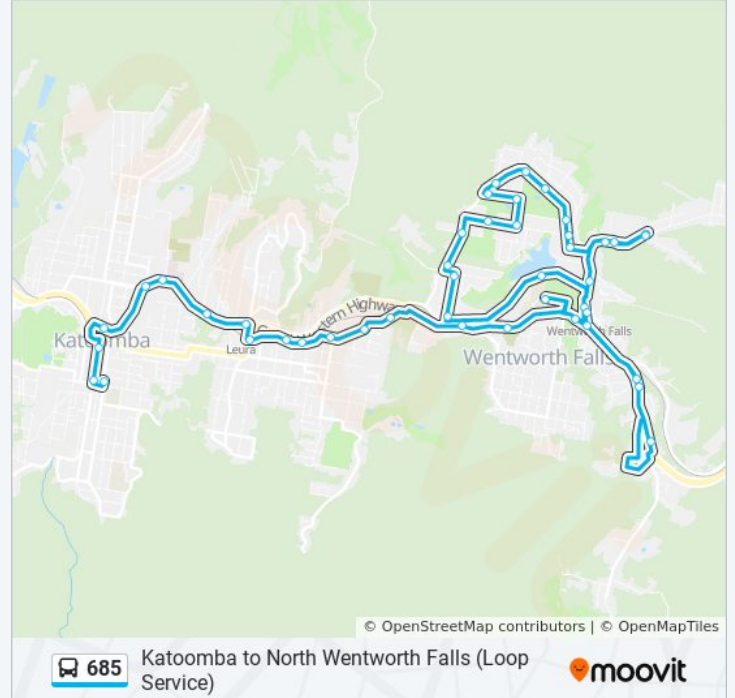 Western Highway
Katoomba
Leura
Wentworth Falls
Wentworth Falls
© OpenStreetMap contributors | © OpenMapTiles
685
Katoomba to North Wentworth Falls (Loop
Service)
moovit